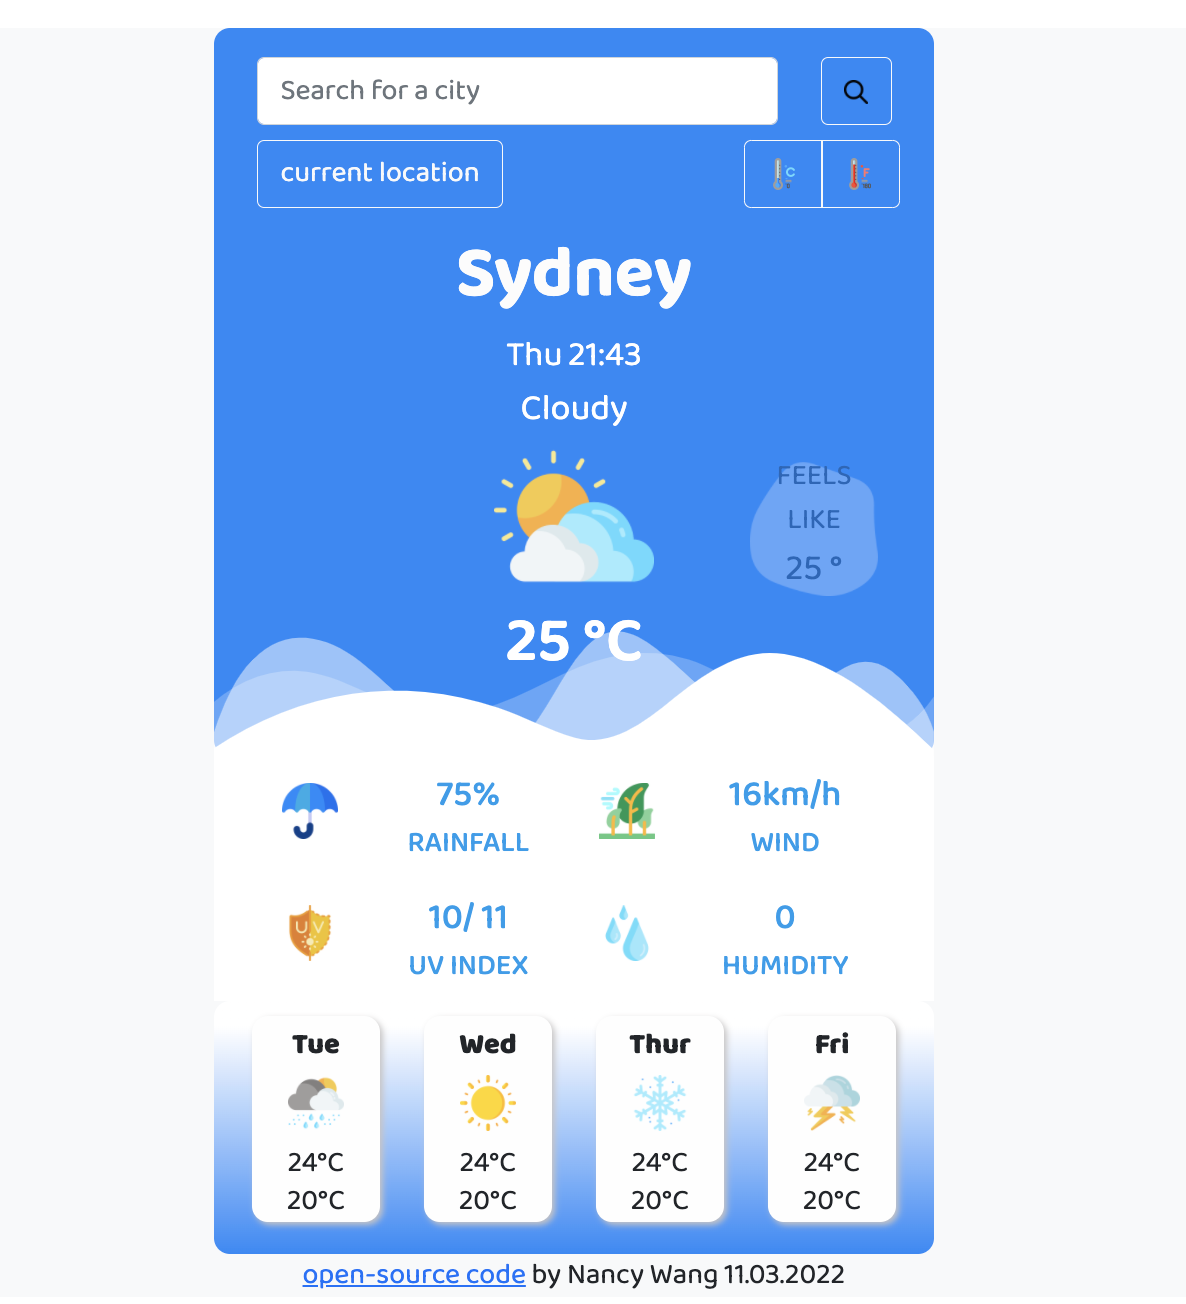 Search for a city
current location
C
F
Sydney
Thu 21:43
Cloudy
FEELS
LIKE
25 °
25 °C
75%
RAINFALL
16km/h
WIND
UV
10/ 11
UV INDEX
0
HUMIDITY
Tue
24°C
20°C
Wed
24°C
20°C
Thur
24°C
20°C
Fri
24°C
20°C
open-source code by Nancy Wang 11.03.2022